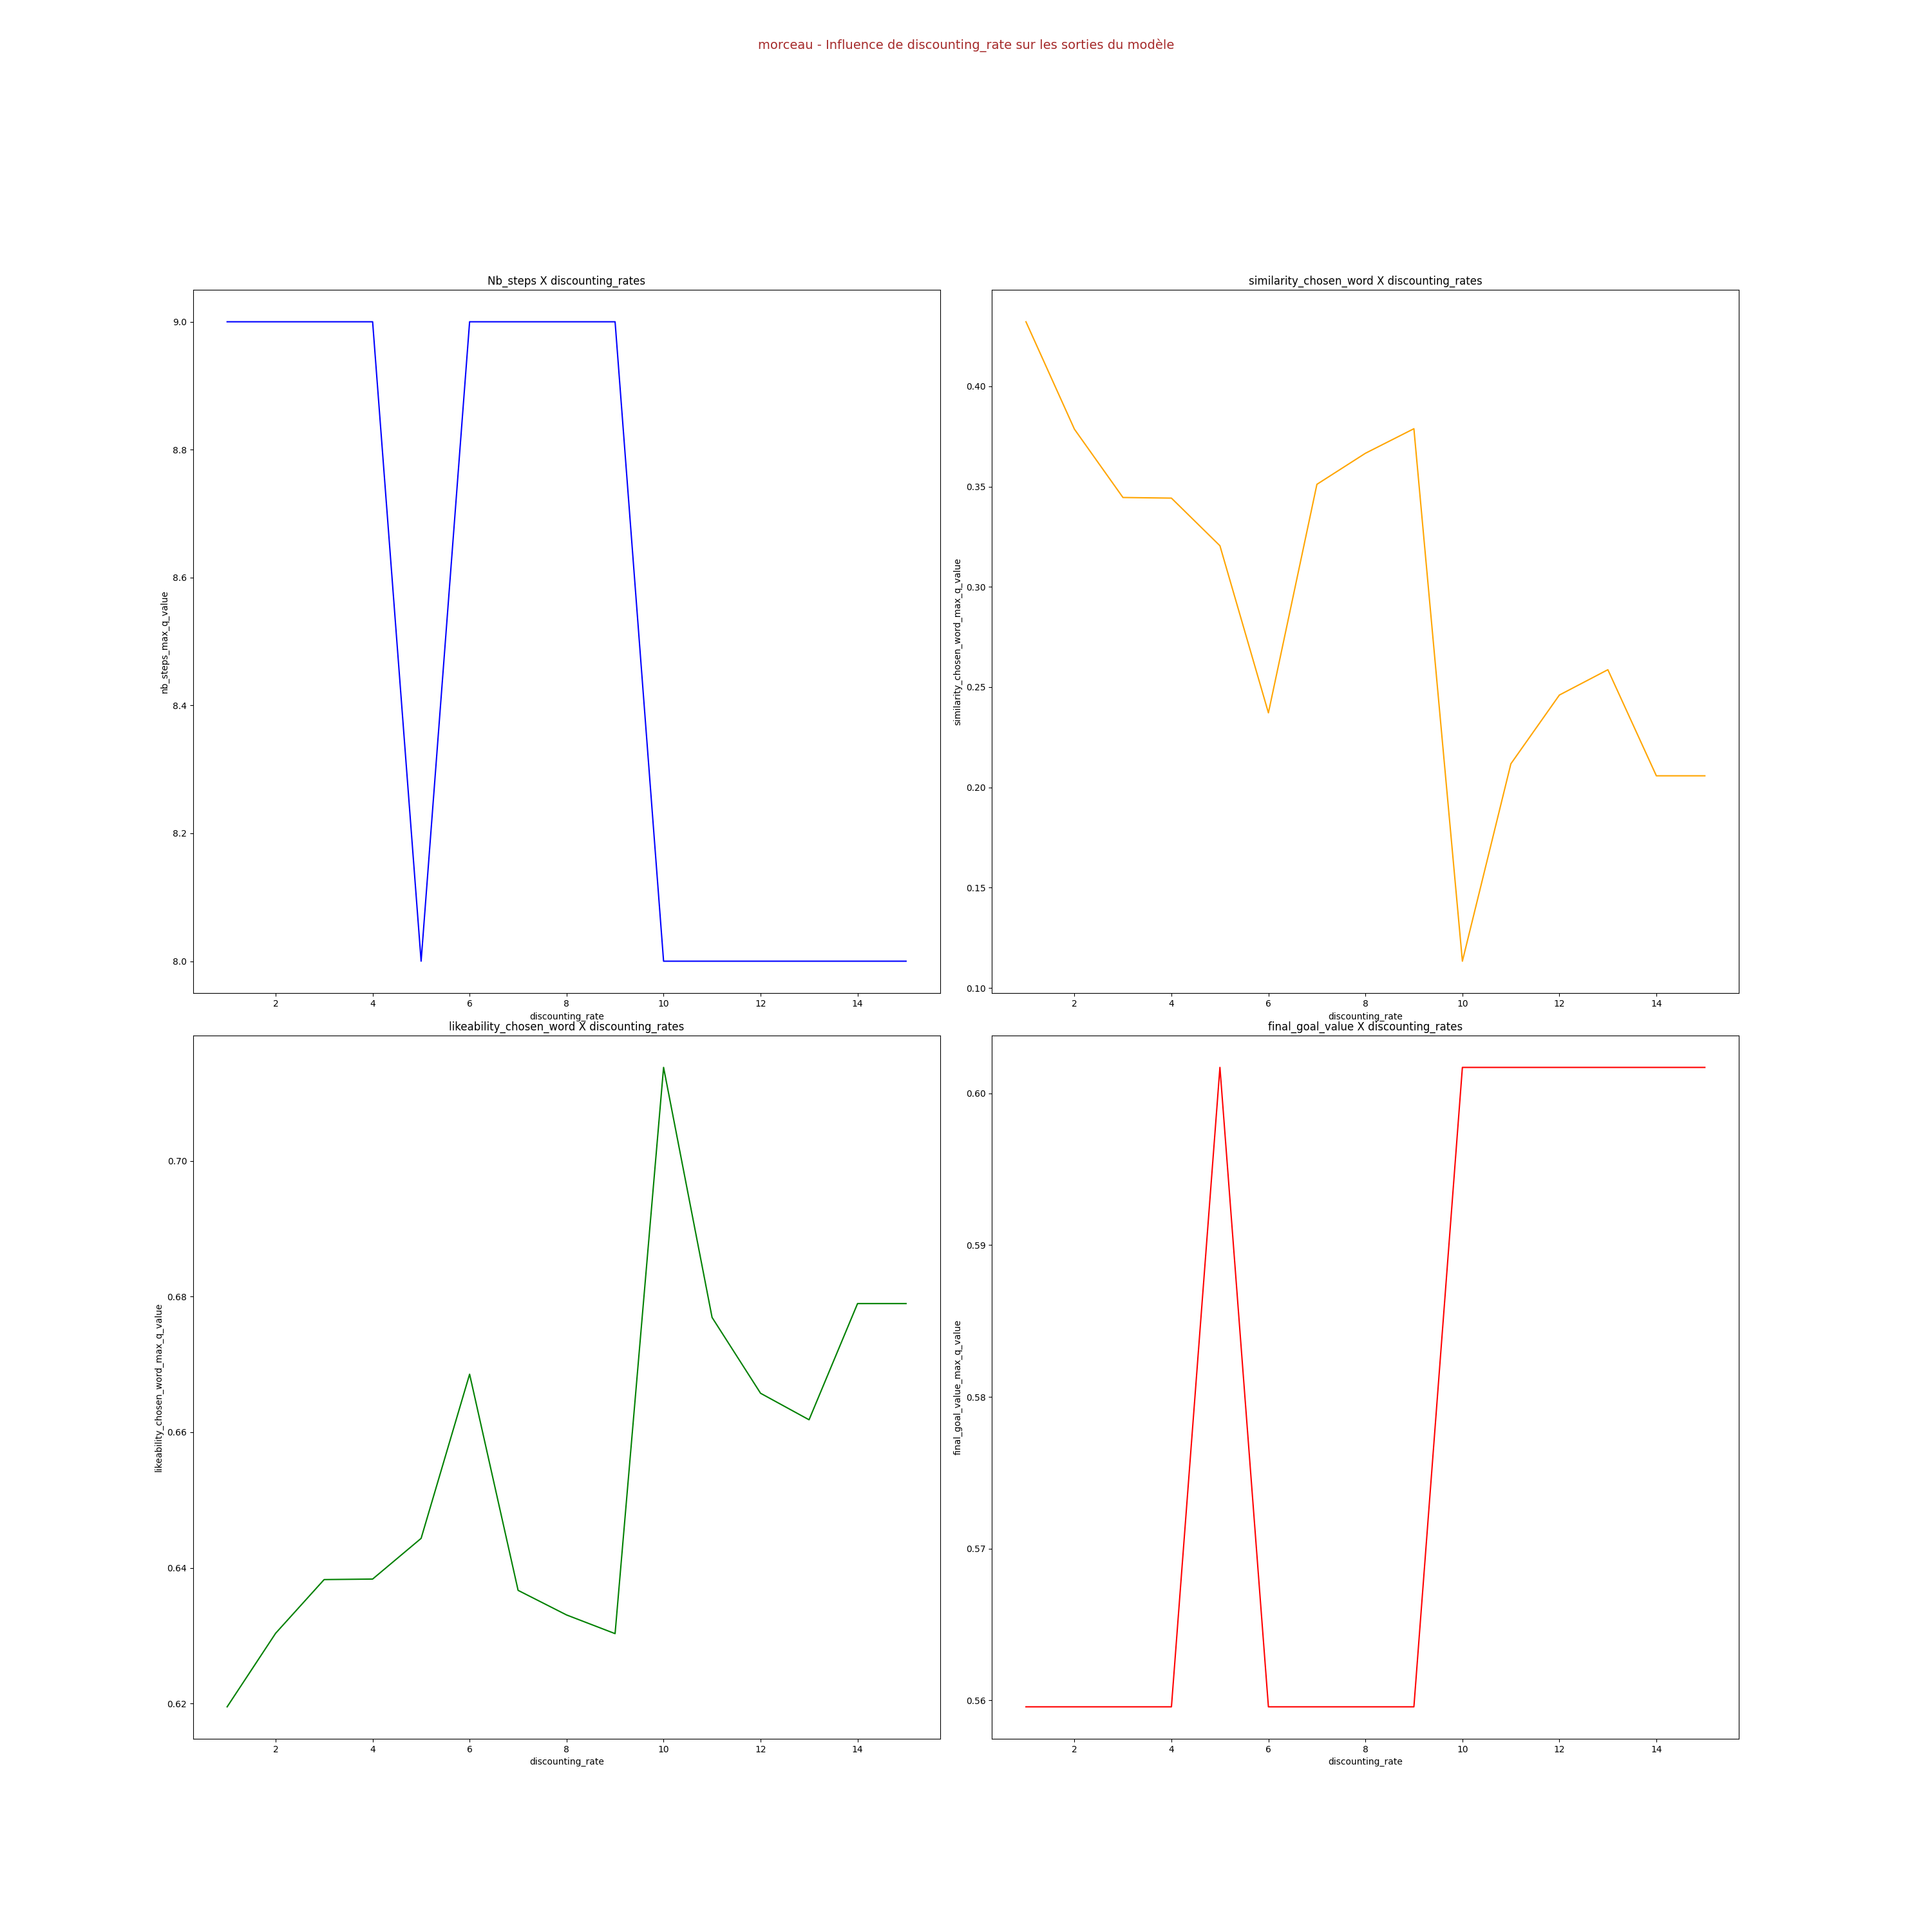 morceau - Influence de discounting_rate sur les sorties du modèle
Nb_steps X discounting_rates
nb_steps_max_q_value
9.0
8.8
8.6
8.4
8.2
8.0
2 4 6 8 10 12 14
discounting_rate
similarity_chosen_word X discounting_rates
similarity_chosen_word_max_q_value
0.40
0.35
0.30
0.25
0.20
0.15
0.10
2 4 6 8 10 12 14
discounting_rate
likeability_chosen_word X discounting_rates
likeability_chosen_word_max_q_value
0.70
0.68
0.66
0.64
0.62
2 4 6 8 10 12 14
discounting_rate
final_goal_value X discounting_rates
final_goal_value_max_q_value
0.60
0.59
0.58
0.57
0.56
2 4 6 8 10 12 14
discounting_rate